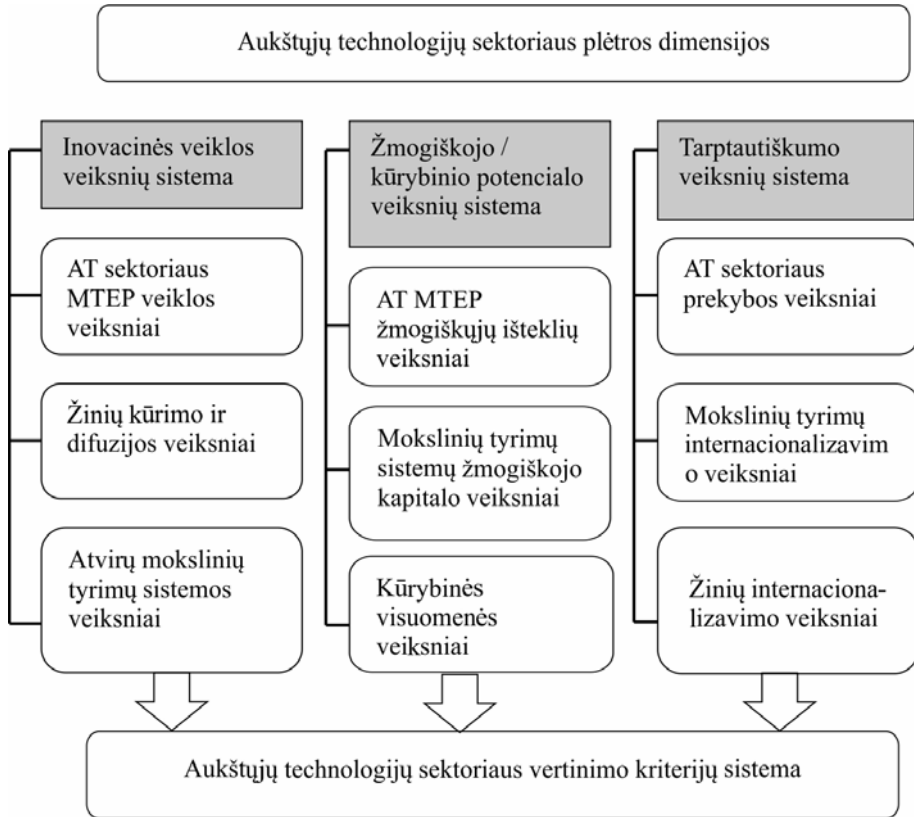 Aukštųjų technologijų sektoriaus plėtros dimensijos
Inovacinės veiklos
veiksnių sistema
AT sektoriaus
MTEP veiklos
veiksniai
Žinių kūrimo ir
difuzijos veiksniai
Atvirų mokslinių
tyrimų sistemos
veiksniai
Žmogiškojo /
kūrybinio potencialo
veiksnių sistema
AT MTEP
žmogiškųjų išteklių
veiksniai
Mokslinių tyrimų
sistemų žmogiškojo
kapitalo veiksniai
Kūrybinės
visuomenės
veiksniai
Tarptautiškumo
veiksnių sistema
AT sektoriaus
prekybos veiksniai
Mokslinių tyrimų
internacionalizavim
o veiksniai
Žinių internaciona-
lizavimo veiksniai
Aukštųjų technologijų sektoriaus vertinimo kriterijų sistema